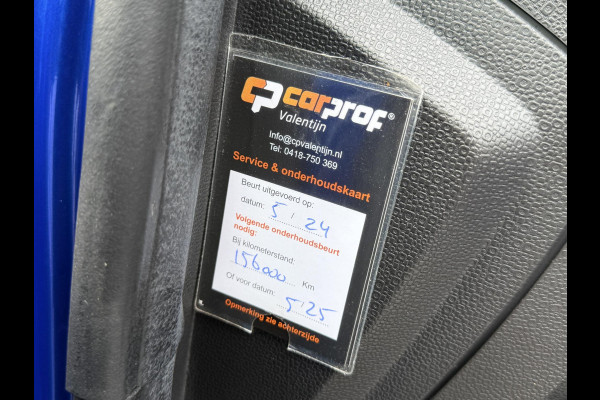 CP carprof®
Valentijn
Info@cpvalentijn.nl
Tel: 0418-750 369
Service & onderhoudskaart
Beurt uitgevoerd op:
datum: 5 / 24
Volgende onderhoudsbeurt
nodig:
Bij kilometerstand:
156000 Km
Of voor datum:
5/25
Opmerking zie achterzijde